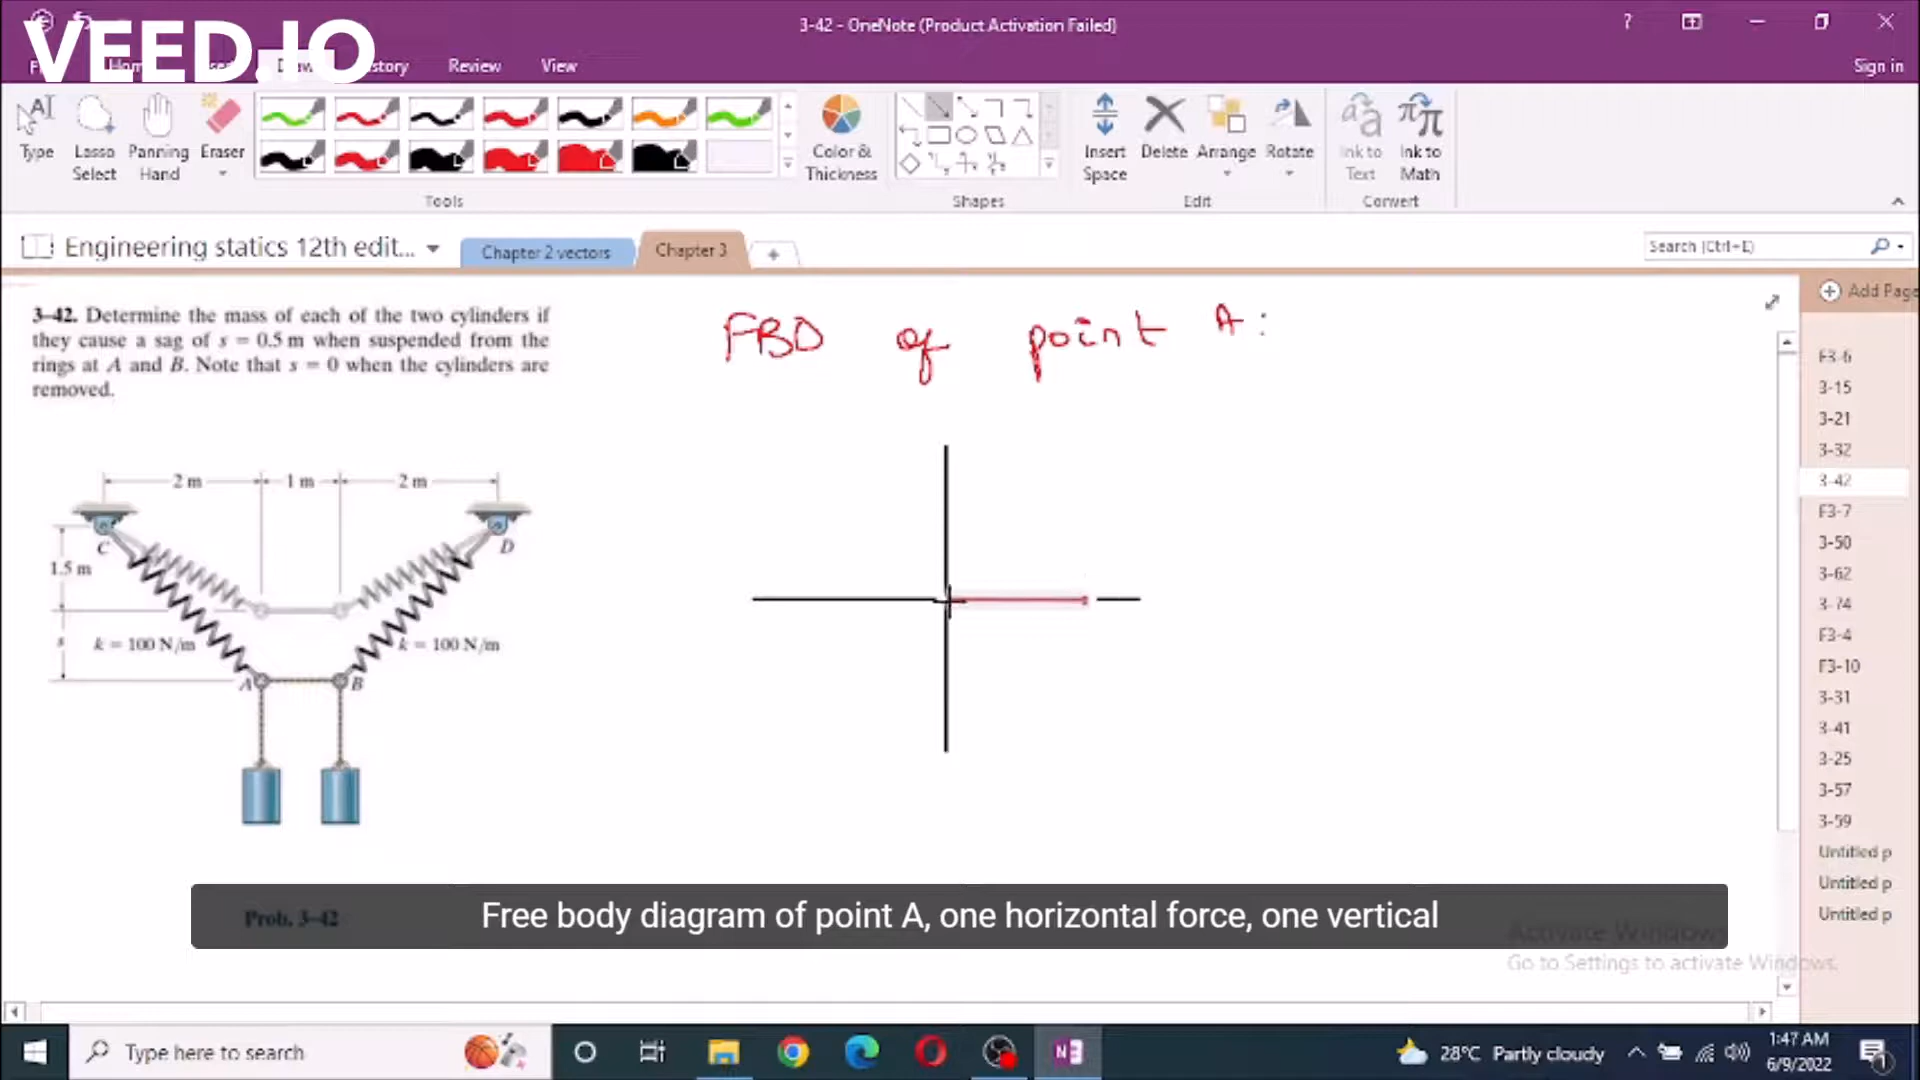 VEED.IO
3-42 - OneNote (Product Activation Failed)
?
Sign in
Review
View
Type
Lasso Select
Panning Hand
Eraser
Color & Thickness
Insert Space
Delete
Arrange
Rotate
Ink to Text
Ink to Math
Tools
Shapes
Edit
Convert
Engineering statics 12th edit...
Chapter 2 vectors
Chapter 3
Search (Ctrl+E)
Add Page
3–42. Determine the mass of each of the two cylinders if
they cause a sag of s = 0.5 m when suspended from the
rings at A and B. Note that s = 0 when the cylinders are
removed.
FBD of point A:
2 m
1 m
2 m
C
D
1.5 m
s
k = 100 N/m
k = 100 N/m
A
B
Prob. 3–42
Free body diagram of point A, one horizontal force, one vertical
F3-6
3-15
3-21
3-32
3-42
F3-7
3-50
3-62
3-74
F3-4
F3-10
3-31
3-41
3-25
3-57
3-59
Untitled p
Untitled p
Untitled p
Activate Windows
Go to Settings to activate Windows.
Type here to search
28°C Partly cloudy
1:47 AM
6/9/2022
1